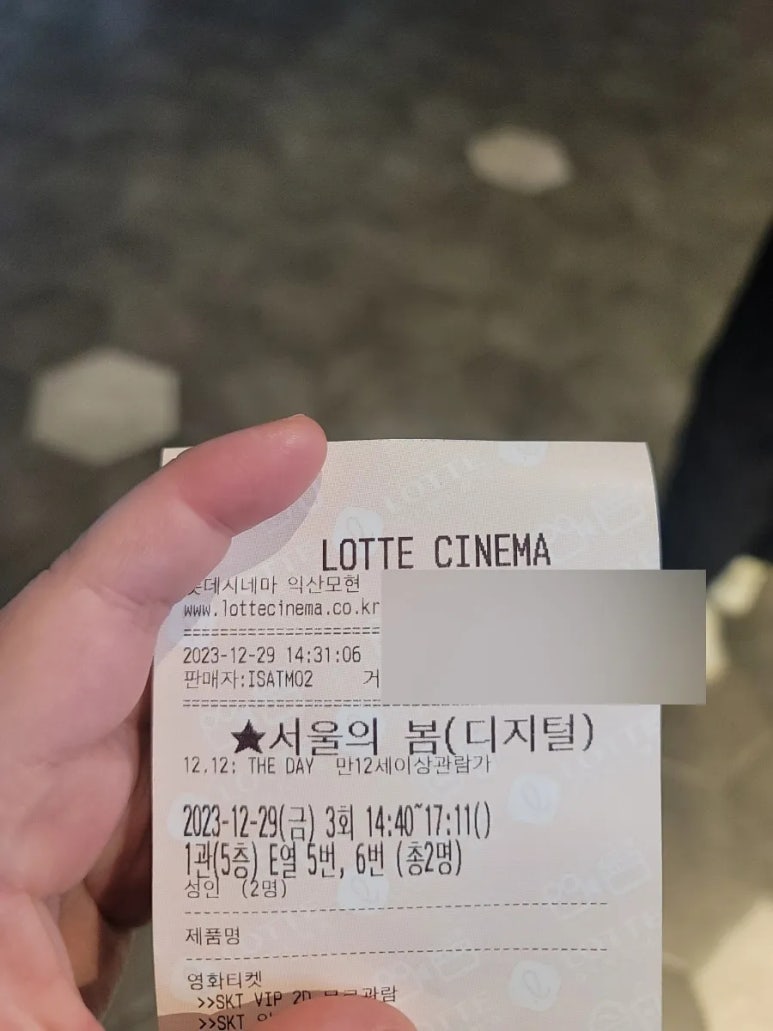 LOTTE CINEMA
롯데시네마 익산모현
www.lottecinema.co.kr
2023-12-29 14:31:06
판매자:ISATM02 거
★서울의 봄(디지털)
12.12: THE DAY 만12세이상관람가
2023-12-29(금) 3회 14:40~17:11()
1관(5층) E열 5번, 6번 (총2명)
성인 (2명)
제품명
영화티켓
>>SKT VIP 2D
>>SKT